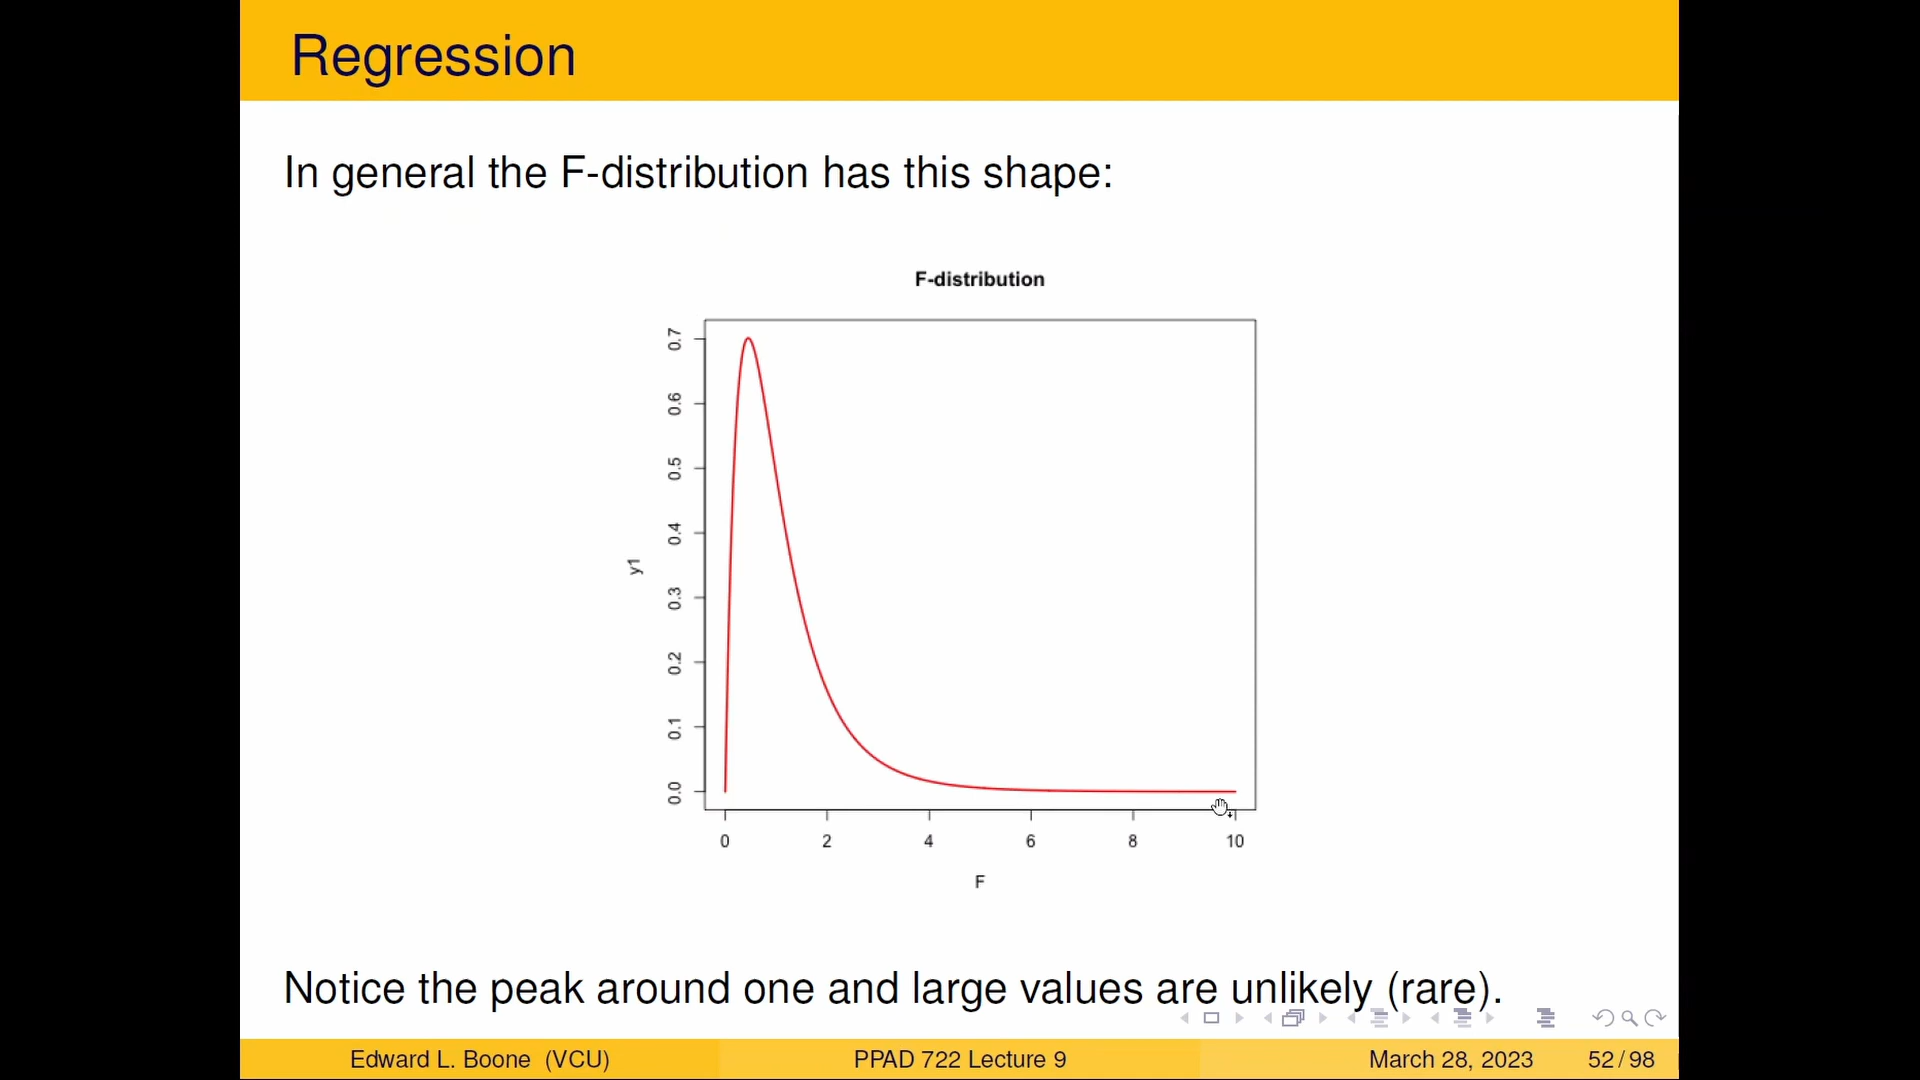 Regression
In general the F-distribution has this shape:
F-distribution
0.7
0.6
0.5
0.4
0.3
0.2
0.1
0.0
y1
0 2 4 6 8 10
F
Notice the peak around one and large values are unlikely (rare).
Edward L. Boone (VCU) PPAD 722 Lecture 9 March 28, 2023 52 / 98